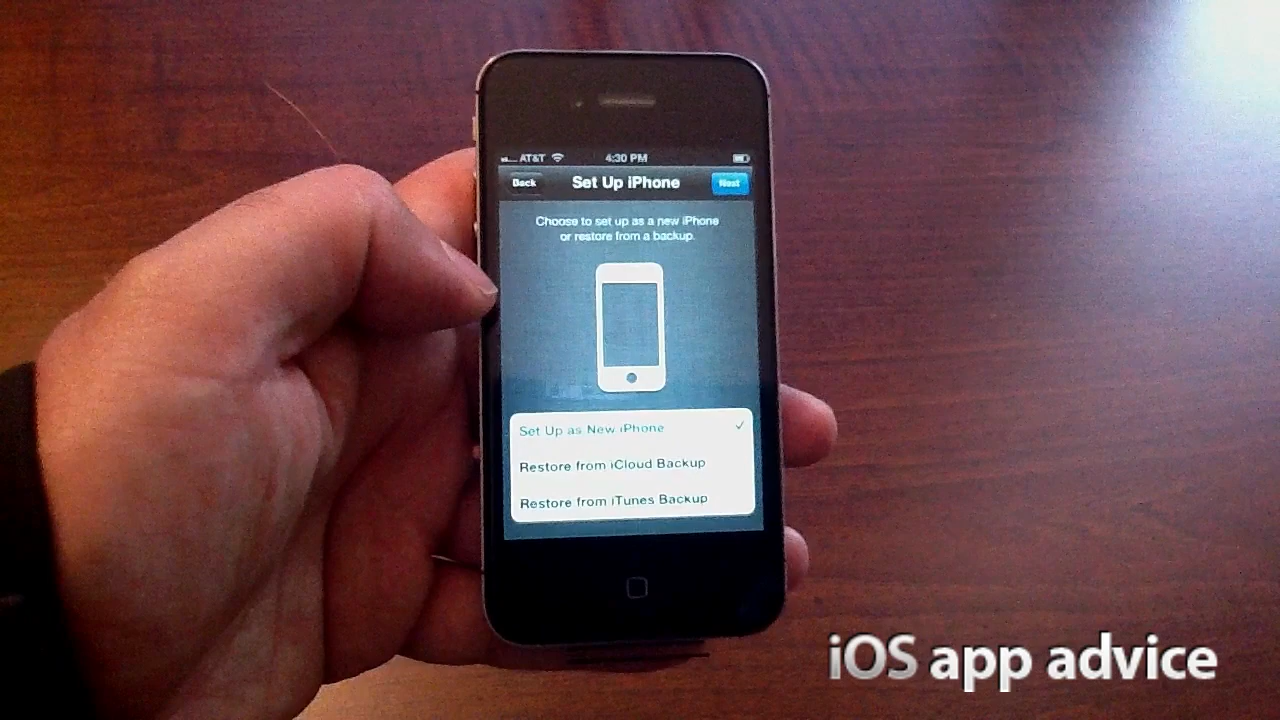 AT&T 4:30 PM
Back Set Up iPhone Next
Choose to set up as a new iPhone
or restore from a backup.
Set Up as New iPhone ✓
Restore from iCloud Backup
Restore from iTunes Backup
iOS app advice